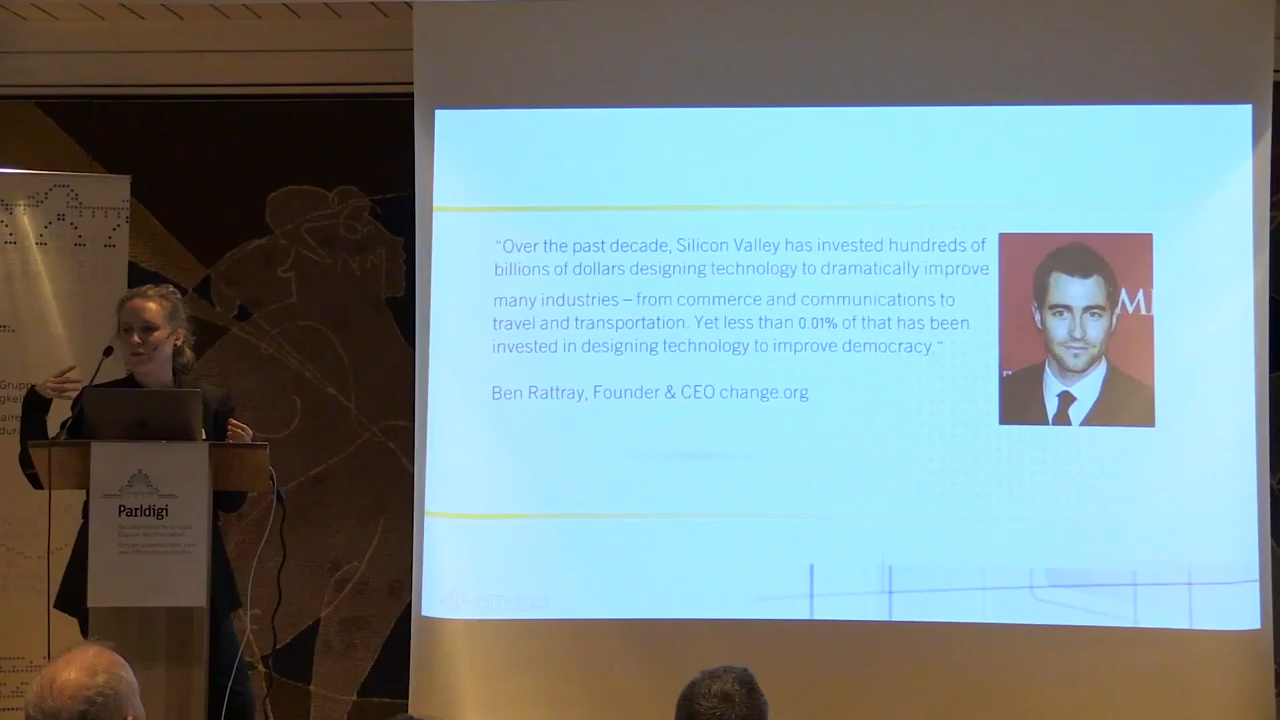 “Over the past decade, Silicon Valley has invested hundreds of
billions of dollars designing technology to dramatically improve
many industries – from commerce and communications to
travel and transportation. Yet less than 0.01% of that has been
invested in designing technology to improve democracy.”
Ben Rattray, Founder & CEO change.org
Parldigi